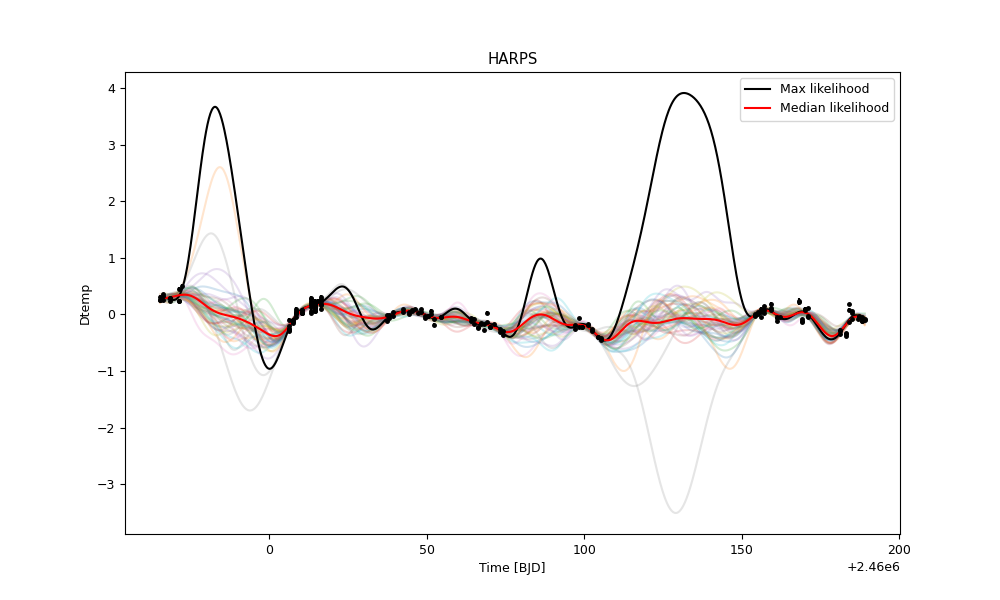 HARPS
Max likelihood
Median likelihood
4
3
2
1
0
−1
−2
−3
Dtemp
0
50
100
150
200
Time [BJD]
+2.46e6